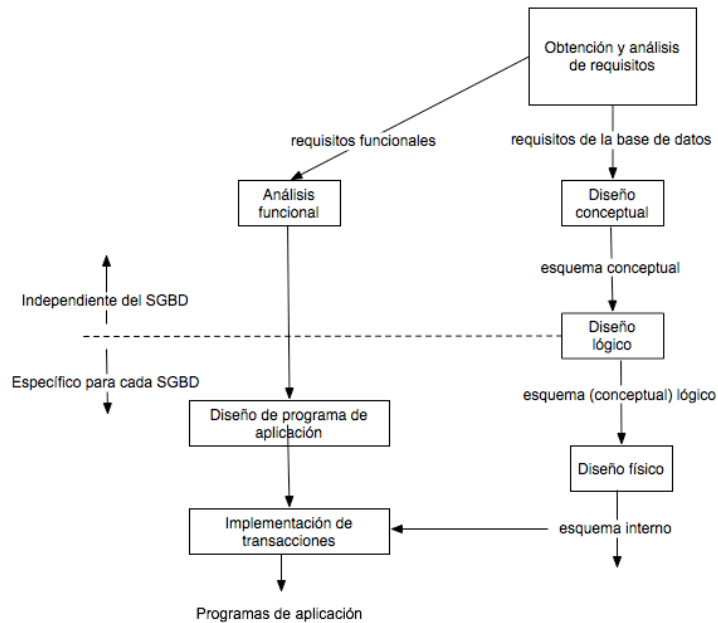 Obtención y análisis
de requisitos
requisitos funcionales
requisitos de la base de datos
Análisis
funcional
Diseño
conceptual
esquema conceptual
Independiente del SGBD
Diseño
lógico
Específico para cada SGBD
esquema (conceptual) lógico
Diseño de programa de
aplicación
Diseño físico
Implementación de
transacciones
esquema interno
Programas de aplicación